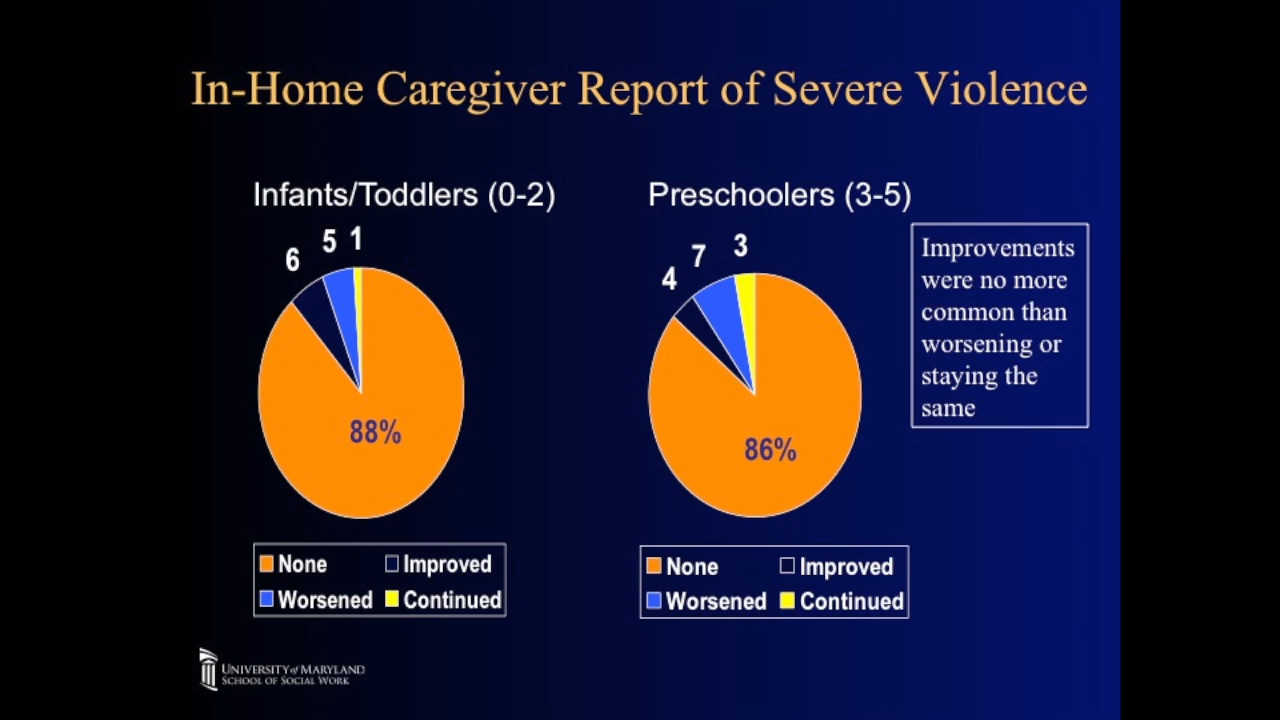 In-Home Caregiver Report of Severe Violence
Infants/Toddlers (0-2)
6 5 1
88%
None Improved
Worsened Continued
Preschoolers (3-5)
4 7 3
86%
None Improved
Worsened Continued
Improvements
were no more
common than
worsening or
staying the
same
UNIVERSITY of MARYLAND
SCHOOL OF SOCIAL WORK